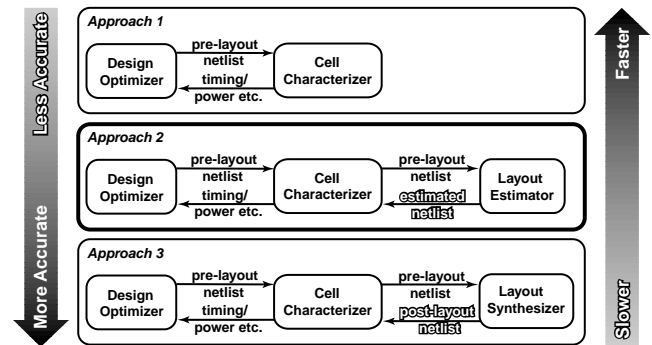 Less Accurate
More Accurate
Approach 1
Design
Optimizer
pre-layout
netlist
timing/
power etc.
Cell
Characterizer
Approach 2
Design
Optimizer
pre-layout
netlist
timing/
power etc.
Cell
Characterizer
pre-layout
netlist
estimated
netlist
Layout
Estimator
Approach 3
Design
Optimizer
pre-layout
netlist
timing/
power etc.
Cell
Characterizer
pre-layout
netlist
post-layout
netlist
Layout
Synthesizer
Faster
Slower